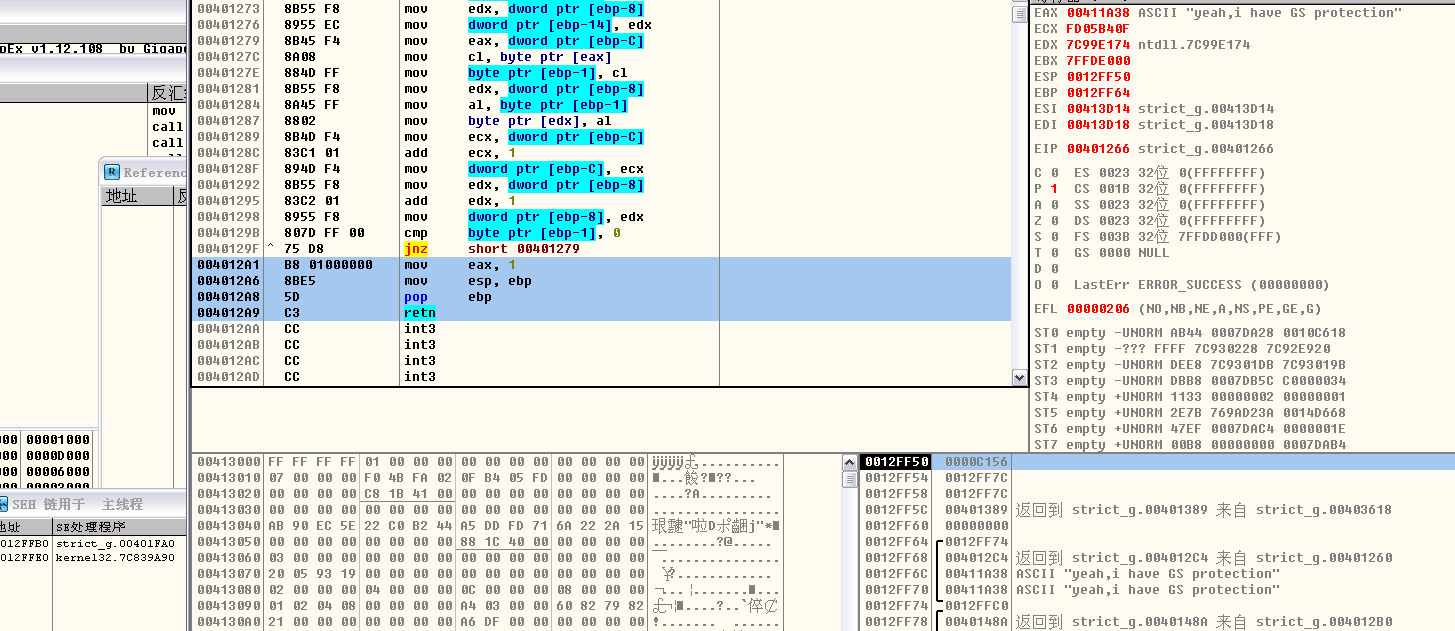 00401273 8B55 F8 mov edx, dword ptr [ebp-8]
00401276 8955 EC mov dword ptr [ebp-14], edx
00401279 8B45 F4 mov eax, dword ptr [ebp-C]
0040127C 8A08 mov cl, byte ptr [eax]
0040127E 884D FF mov byte ptr [ebp-1], cl
00401281 8B55 F8 mov edx, dword ptr [ebp-8]
00401284 8A45 FF mov al, byte ptr [ebp-1]
00401287 8802 mov byte ptr [edx], al
00401289 8B4D F4 mov ecx, dword ptr [ebp-C]
0040128C 83C1 01 add ecx, 1
0040128F 894D F4 mov dword ptr [ebp-C], ecx
00401292 8B55 F8 mov edx, dword ptr [ebp-8]
00401295 83C2 01 add edx, 1
00401298 8955 F8 mov dword ptr [ebp-8], edx
0040129B 807D FF 00 cmp byte ptr [ebp-1], 0
0040129F ^ 75 D8 jnz short 00401279
004012A1 B8 01000000 mov eax, 1
004012A6 8BE5 mov esp, ebp
004012A8 5D pop ebp
004012A9 C3 retn
004012AA CC int3
004012AB CC int3
004012AC CC int3
004012AD CC int3
EAX 00411A38 ASCII "yeah,i have GS protection"
ECX FD05B40F
EDX 7C99E174 ntdll.7C99E174
EBX 7FFDE000
ESP 0012FF50
EBP 0012FF64
ESI 00413D14 strict_g.00413D14
EDI 00413D18 strict_g.00413D18
EIP 00401266 strict_g.00401266
C 0 ES 0023 32位 0(FFFFFFFF)
P 1 CS 001B 32位 0(FFFFFFFF)
A 0 SS 0023 32位 0(FFFFFFFF)
Z 0 DS 0023 32位 0(FFFFFFFF)
S 0 FS 003B 32位 7FFDD000(FFF)
T 0 GS 0000 NULL
D 0
O 0 LastErr ERROR_SUCCESS (00000000)
EFL 00000206 (NO,NB,NE,A,NS,PE,GE,G)
ST0 empty -UNORM AB44 0007DA28 0010C618
ST1 empty -??? FFFF 7C930228 7C92E920
ST2 empty -UNORM DEE8 7C9301DB 7C93019B
ST3 empty -UNORM DBB8 0007DB5C C0000034
ST4 empty +UNORM 1133 00000002 00000001
ST5 empty +UNORM 2E7B 769AD23A 0014D668
ST6 empty +UNORM 47EF 0007DAC4 0000001E
ST7 empty +UNORM 00B8 00000000 0007DAB4
pEx v1.12.108 by
反汇
mov
call
call
Referenc
地址
000 00001000
000 0000D000
000 00006000
000 00002000
SEH 链用于 主线程
地址 SE处理程序
0012FFB0 strict_g.00401FA0
0012FFE0 kernel32.7C839A90
00413000 FF FF FF FF 01 00 00 00 00 00 00 00 00 00 00 00
00413010 07 00 00 00 F0 4B FA 02 0F B4 05 FD 00 00 00 00
00413020 00 00 00 00 C8 1B 41 00 00 00 00 00 00 00 00 00
00413030 00 00 00 00 00 00 00 00 00 00 00 00 00 00 00 00
00413040 AB 90 EC 5E 22 C0 B2 44 A5 DD FD 71 6A 22 2A 15
00413050 00 00 00 00 00 00 00 00 88 1C 40 00 00 00 00 00
00413060 03 00 00 00 00 00 00 00 00 00 00 00 00 00 00 00
00413070 20 05 93 19 00 00 00 00 00 00 00 00 00 00 00 00
00413080 02 00 00 00 04 00 00 00 0C 00 00 00 08 00 00 00
00413090 01 02 04 08 00 00 00 00 A4 03 00 00 60 82 79 82
004130A0 21 00 00 00 00 00 00 00 A6 DF 00 00 00 00 00 00
0012FF50 0000C156
0012FF54 0012FF7C
0012FF58 0012FF7C
0012FF5C 00401389 返回到 strict_g.00401389 来自 strict_g.00403618
0012FF60 00000000
0012FF64 0012FF74
0012FF68 004012C4 返回到 strict_g.004012C4 来自 strict_g.00401260
0012FF6C 00411A38 ASCII "yeah,i have GS protection"
0012FF70 00411A38 ASCII "yeah,i have GS protection"
0012FF74 0012FFC0
0012FF78 0040148A 返回到 strict_g.0040148A 来自 strict_g.004012B0